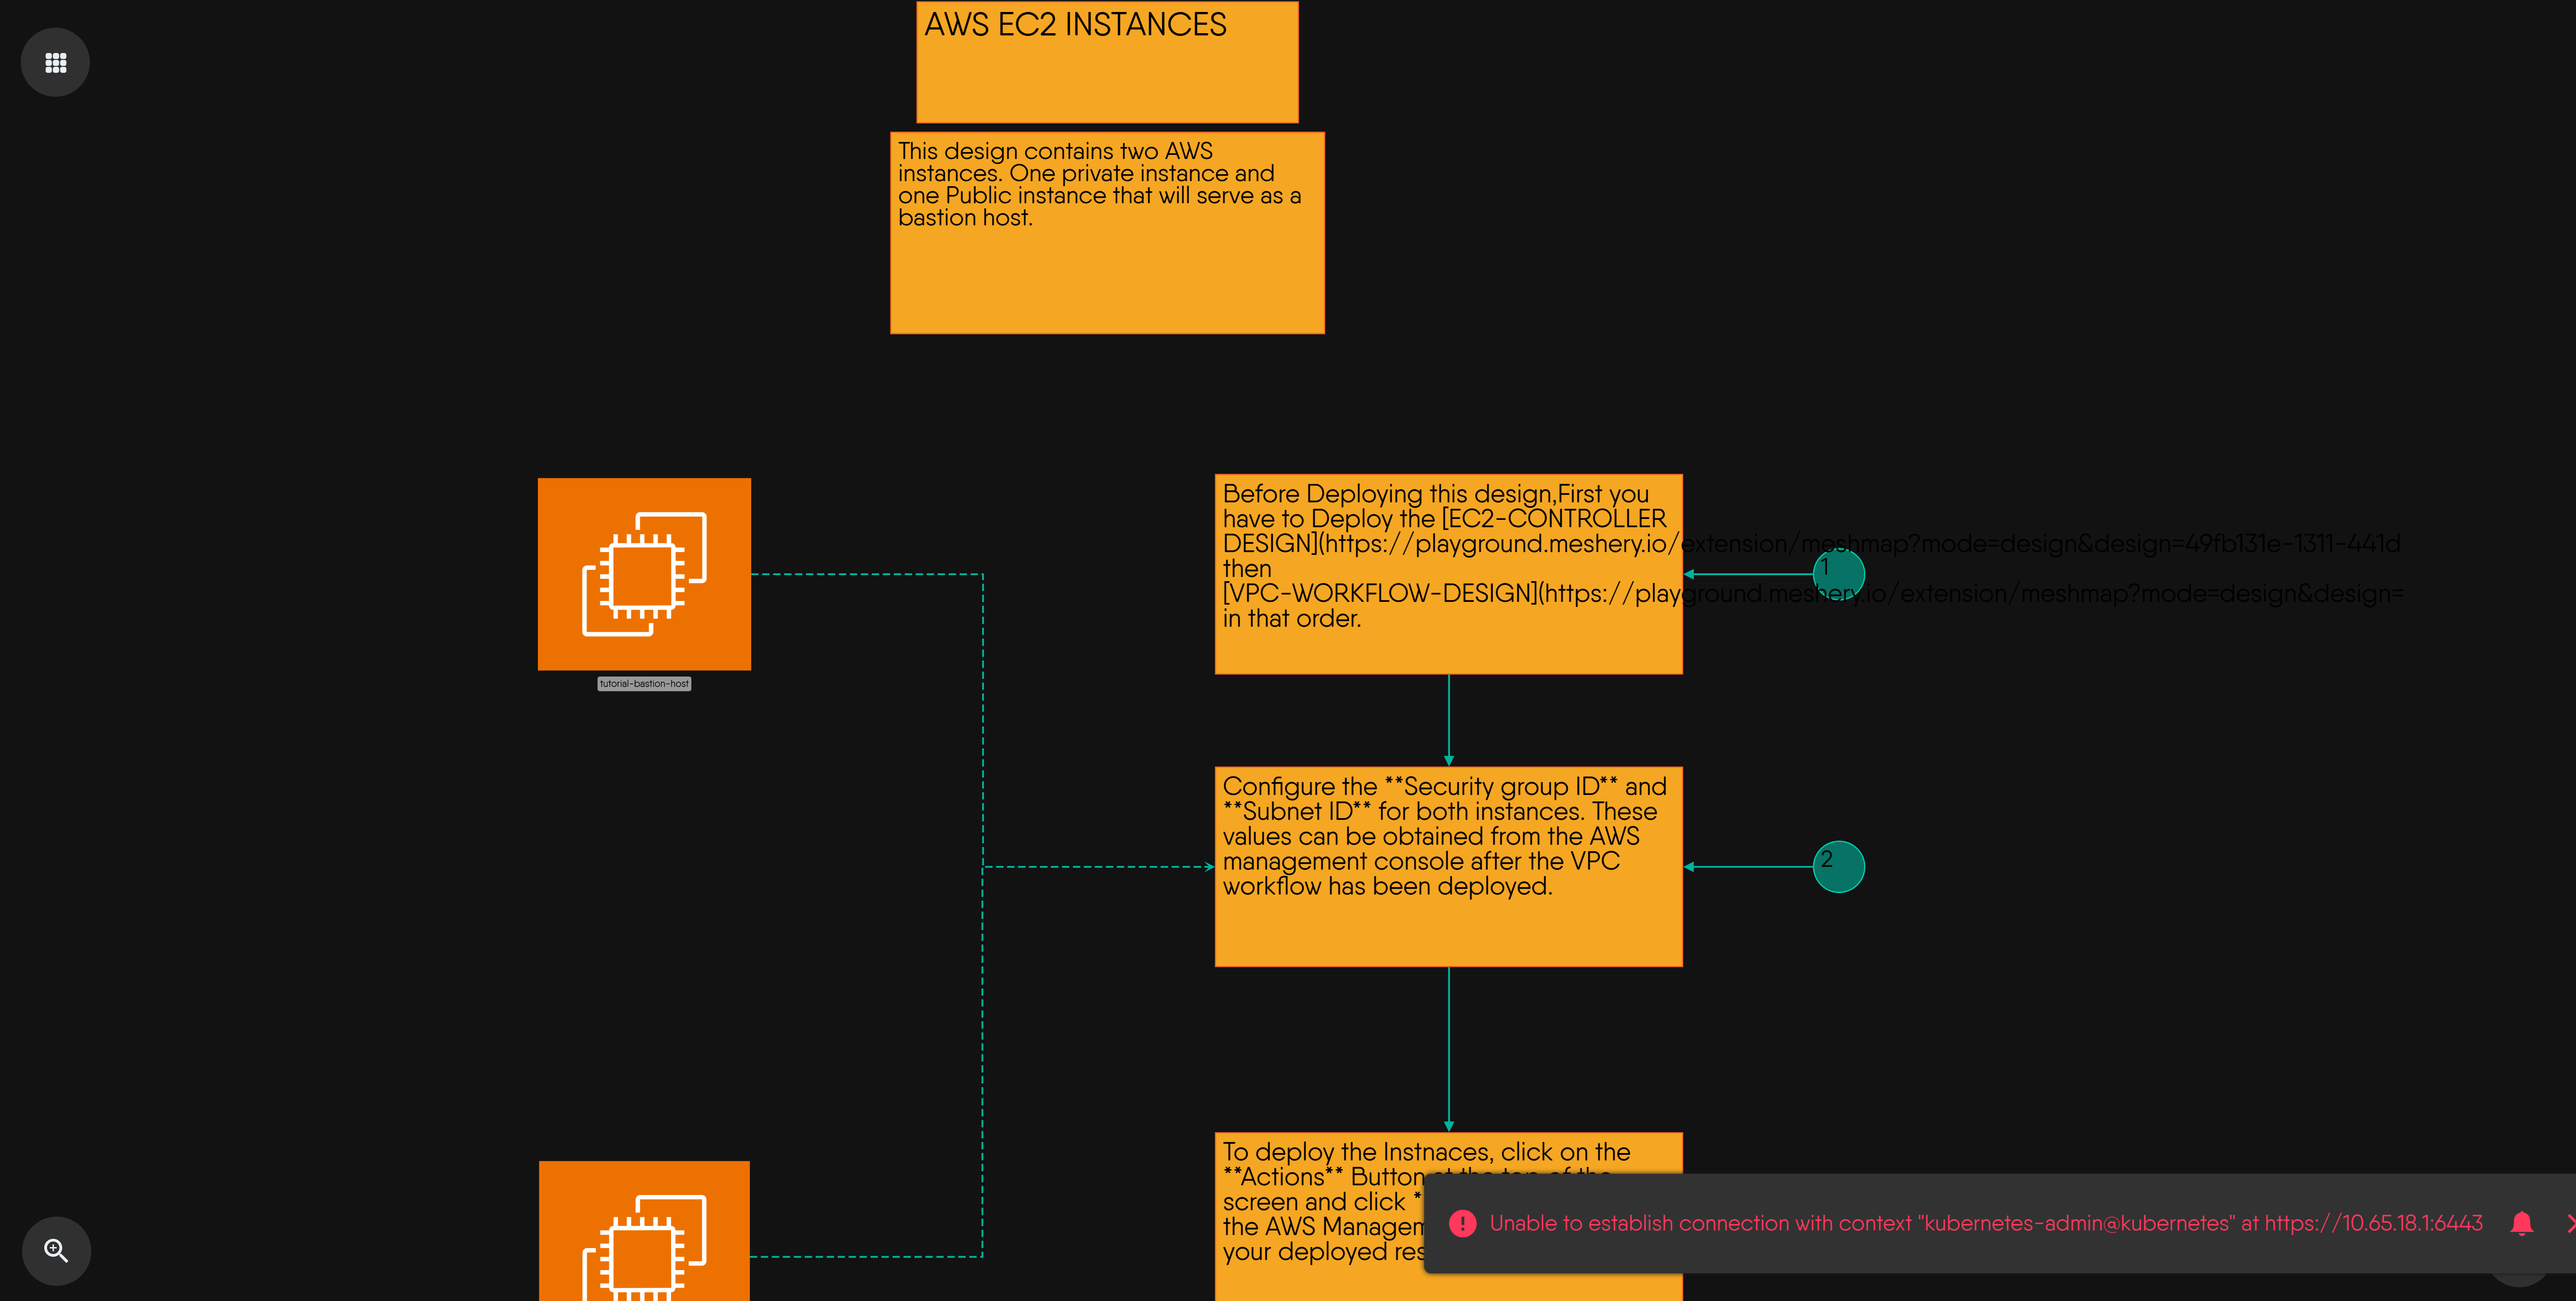 AWS EC2 INSTANCES
This design contains two AWS
instances. One private instance and
one Public instance that will serve as a
bastion host.
Before Deploying this design,First you
have to Deploy the [EC2-CONTROLLER
DESIGN](https://playground.meshery.io/extension/meshmap?mode=design&design=49fb131e-1311-441d
then
[VPC-WORKFLOW-DESIGN](https://playground.meshery.io/extension/meshmap?mode=design&design=
in that order.
1
tutorial-bastion-host
Configure the **Security group ID** and
**Subnet ID** for both instances. These
values can be obtained from the AWS
management console after the VPC
workflow has been deployed.
2
To deploy the Instnaces, click on the
**Actions** Button at the top of the
screen and click *
the AWS Managem
your deployed res
Unable to establish connection with context "kubernetes-admin@kubernetes" at https://10.65.18.1:6443